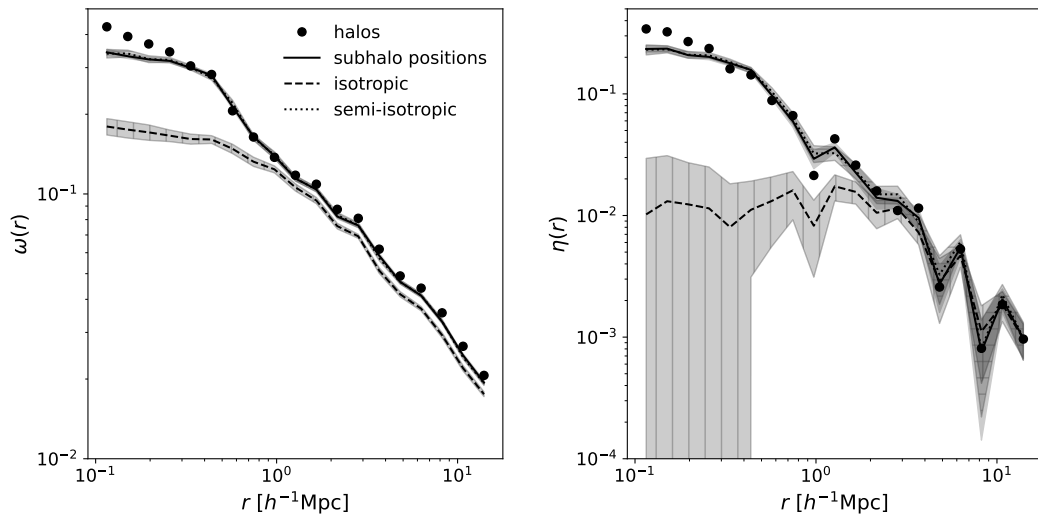 halos
subhalo positions
isotropic
semi-isotropic
10⁻¹
10⁻²
ω(r)
10⁻¹
10⁰
10¹
r [h⁻¹Mpc]
10⁻¹
10⁻²
10⁻³
10⁻⁴
η(r)
10⁻¹
10⁰
10¹
r [h⁻¹Mpc]